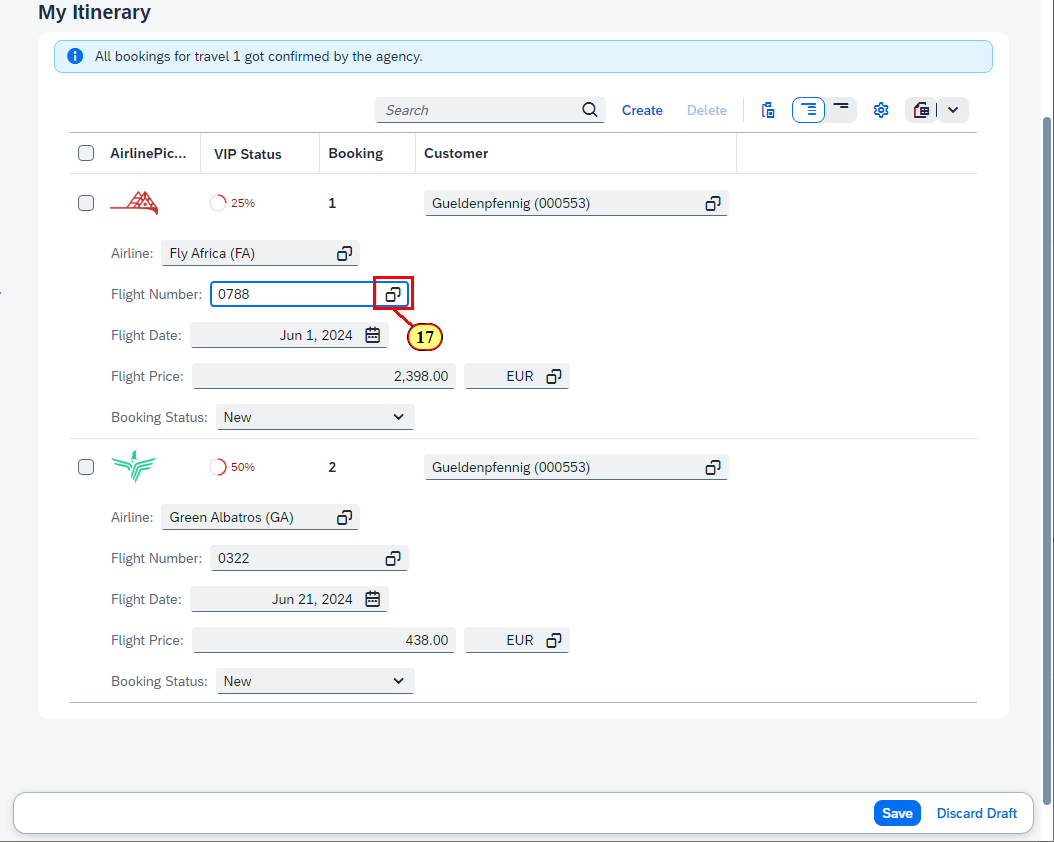 My Itinerary
All bookings for travel 1 got confirmed by the agency.
Search Create Delete
AirlinePic... VIP Status Booking Customer
25% 1 Gueldenpfennig (000553)
Airline: Fly Africa (FA)
Flight Number: 0788
17
Flight Date: Jun 1, 2024
Flight Price: 2,398.00 EUR
Booking Status: New
50% 2 Gueldenpfennig (000553)
Airline: Green Albatros (GA)
Flight Number: 0322
Flight Date: Jun 21, 2024
Flight Price: 438.00 EUR
Booking Status: New
Save Discard Draft